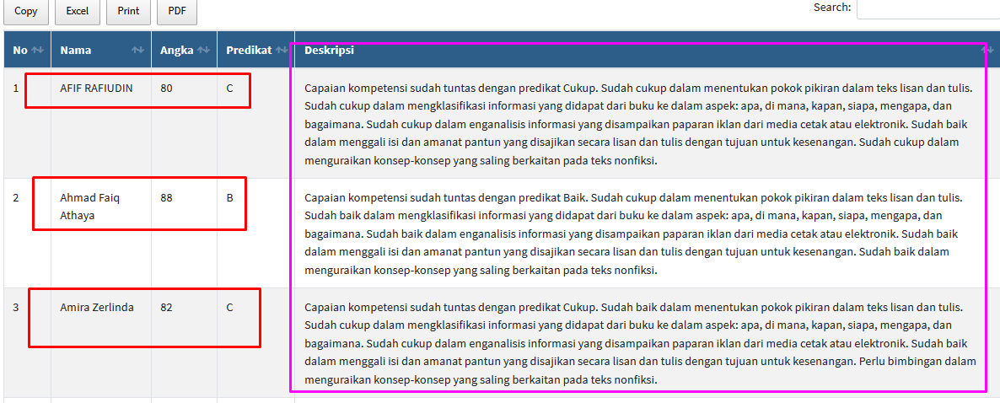 Copy Excel Print PDF Search:
No Nama Angka Predikat Deskripsi
1 AFIF RAFIUDIN 80 C Capaian kompetensi sudah tuntas dengan predikat Cukup. Sudah cukup dalam menentukan pokok pikiran dalam teks lisan dan tulis.
Sudah cukup dalam mengklasifikasi informasi yang didapat dari buku ke dalam aspek: apa, di mana, kapan, siapa, mengapa, dan
bagaimana. Sudah cukup dalam enganalisis informasi yang disampaikan paparan iklan dari media cetak atau elektronik. Sudah baik
dalam menggali isi dan amanat pantun yang disajikan secara lisan dan tulis dengan tujuan untuk kesenangan. Sudah cukup dalam
menguraikan konsep-konsep yang saling berkaitan pada teks nonfiksi.
2 Ahmad Faiq 88 B Capaian kompetensi sudah tuntas dengan predikat Baik. Sudah cukup dalam menentukan pokok pikiran dalam teks lisan dan tulis.
Athaya Sudah baik dalam mengklasifikasi informasi yang didapat dari buku ke dalam aspek: apa, di mana, kapan, siapa, mengapa, dan
bagaimana. Sudah baik dalam enganalisis informasi yang disampaikan paparan iklan dari media cetak atau elektronik. Sudah baik
dalam menggali isi dan amanat pantun yang disajikan secara lisan dan tulis dengan tujuan untuk kesenangan. Sudah baik dalam
menguraikan konsep-konsep yang saling berkaitan pada teks nonfiksi.
3 Amira Zerlinda 82 C Capaian kompetensi sudah tuntas dengan predikat Cukup. Sudah baik dalam menentukan pokok pikiran dalam teks lisan dan tulis.
Sudah cukup dalam mengklasifikasi informasi yang didapat dari buku ke dalam aspek: apa, di mana, kapan, siapa, mengapa, dan
bagaimana. Sudah cukup dalam enganalisis informasi yang disampaikan paparan iklan dari media cetak atau elektronik. Sudah baik
dalam menggali isi dan amanat pantun yang disajikan secara lisan dan tulis dengan tujuan untuk kesenangan. Perlu bimbingan dalam
menguraikan konsep-konsep yang saling berkaitan pada teks nonfiksi.